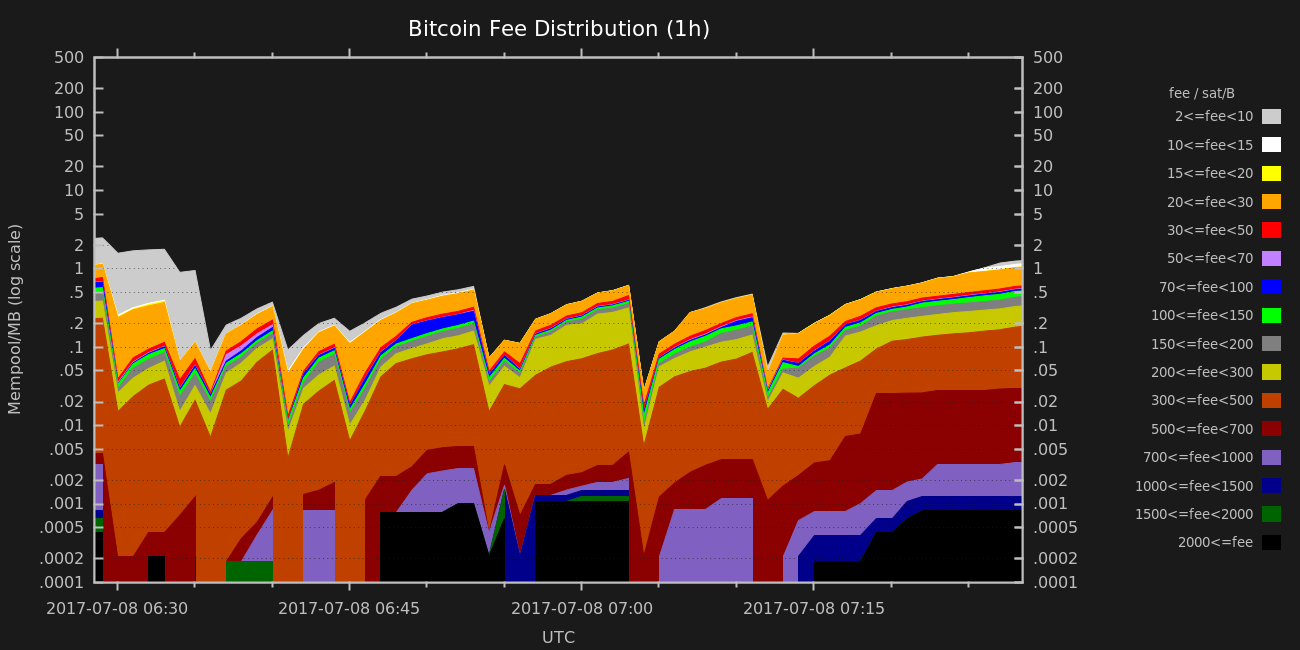 Bitcoin Fee Distribution (1h)
500
200
100
50
20
10
5
2
1
.5
.2
.1
.05
.02
.01
.005
.002
.001
.0005
.0002
.0001
Mempool/MB (log scale)
500
200
100
50
20
10
5
2
1
.5
.2
.1
.05
.02
.01
.005
.002
.001
.0005
.0002
.0001
2017-07-08 06:30
2017-07-08 06:45
2017-07-08 07:00
2017-07-08 07:15
UTC
fee / sat/B
2<=fee<10
10<=fee<15
15<=fee<20
20<=fee<30
30<=fee<50
50<=fee<70
70<=fee<100
100<=fee<150
150<=fee<200
200<=fee<300
300<=fee<500
500<=fee<700
700<=fee<1000
1000<=fee<1500
1500<=fee<2000
2000<=fee